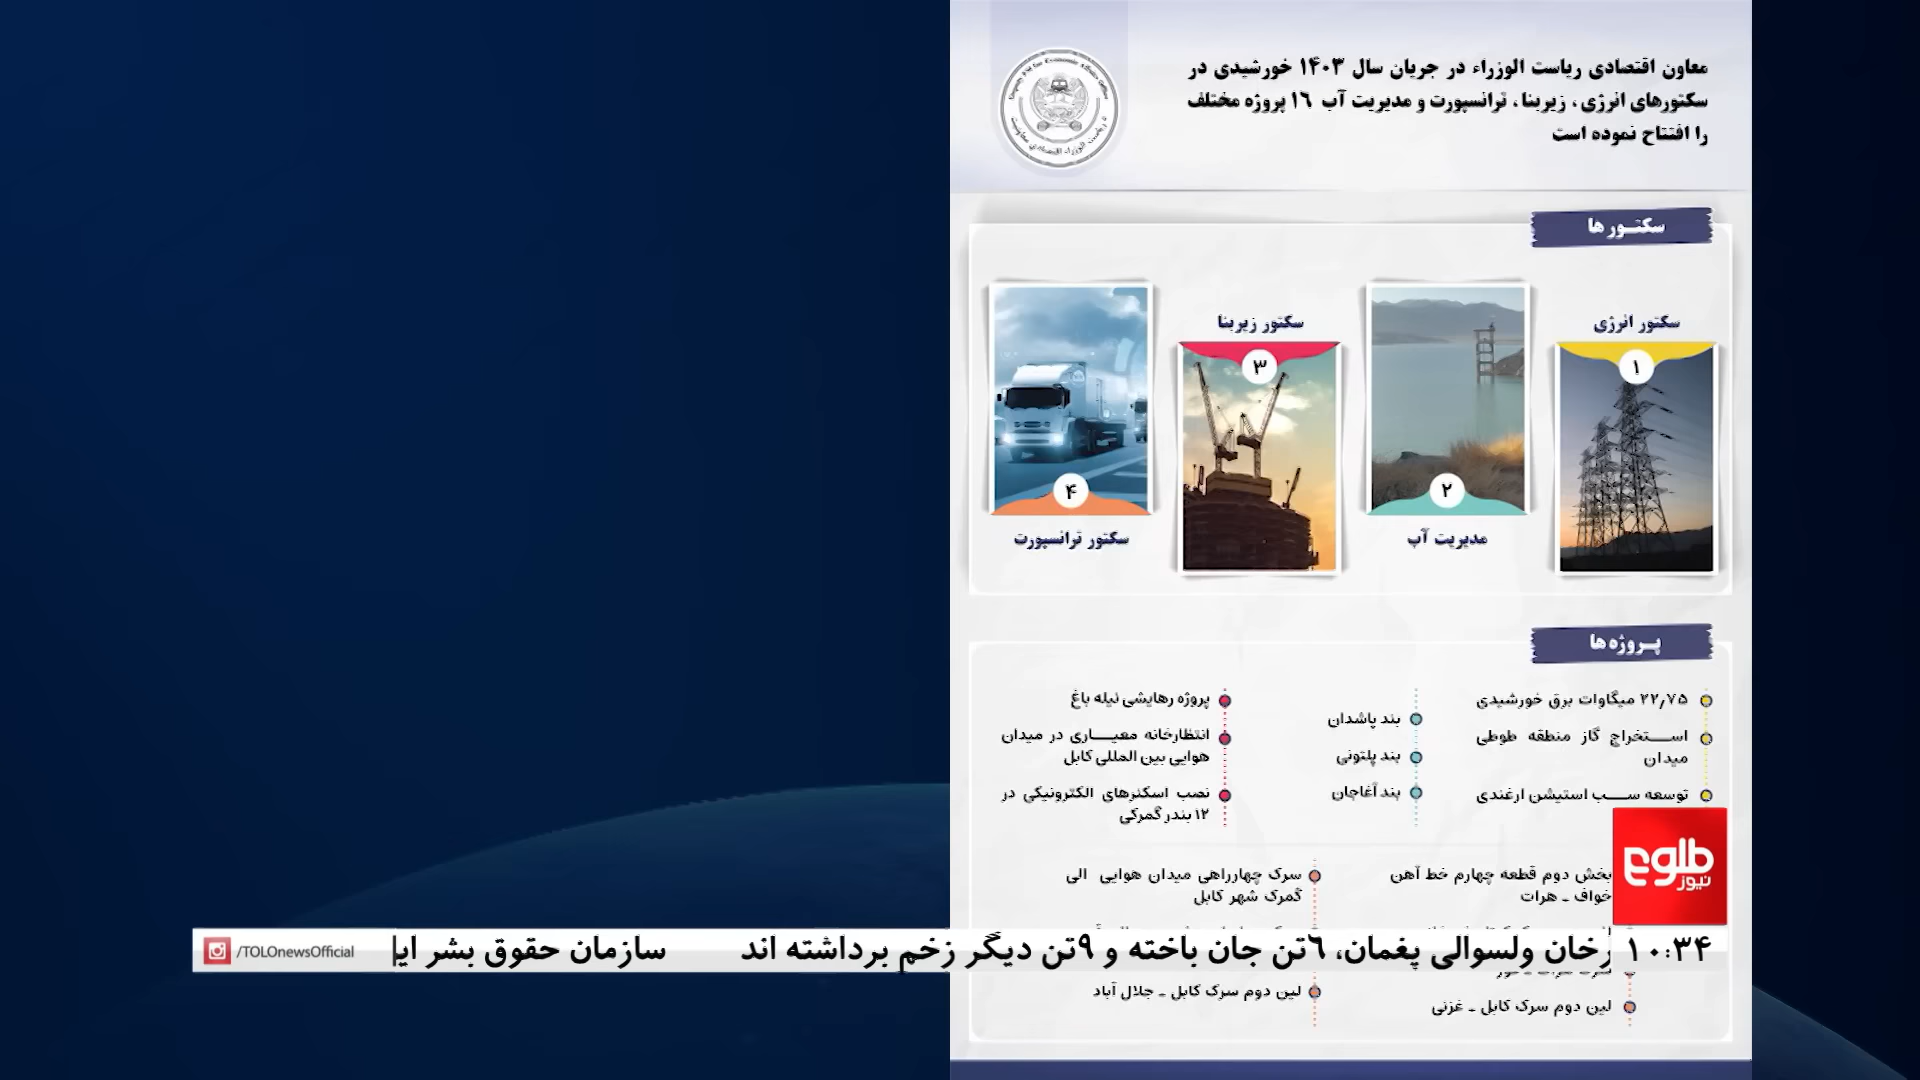 معاون اقتصادی ریاست الوزراء در جریان سال ۱۴۰۳ خورشیدی در
سکتورهای انرژی، زیربنا، ترانسپورت و مدیریت آب ۱۶ پروژه مختلف
را افتتاح نموده است
سکتورها
سکتور انرژی
۱
۲
مدیریت آب
سکتور زیربنا
۳
۴
سکتور ترانسپورت
پروژه‌ها
۲۲٫۷۵ میگاوات برق خورشیدی
استخراج گاز منطقه طوطی
میدان
توسعه سب استیشن ارغندی
بند پاشدان
بند پلتونی
بند آغاجان
پروژه رهایشی نیله باغ
انتظارخانه معیاری در میدان
هوایی بین المللی کابل
نصب اسکنرهای الکترونیکی در
۱۲ بندر گمرکی
بخش دوم قطعه چهارم خط آهن
خواف ـ هرات
لین دوم سرک کابل ـ غزنی
سرک چهارراهی میدان هوایی الی
گمرک شهر کابل
لین دوم سرک کابل ـ جلال آباد
طلوع
نیوز
۱۰:۳۴
رخان ولسوالی پغمان، ۶تن جان باخته و ۹تن دیگر زخم برداشته اند سازمان حقوق بشر ایا
/TOLOnewsOfficial